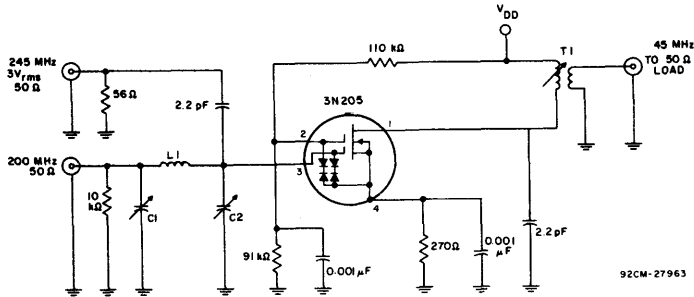 V_DD
245 MHz
3V_rms
50 Ω
56Ω
2.2 pF
110 kΩ
T1
45 MHz
TO 50 Ω
LOAD
3N205
2
1
3
4
200 MHz
50 Ω
L1
10
kΩ
C1
C2
91 kΩ
0.001 μF
270Ω
0.001
μF
2.2 pF
92CM-27963